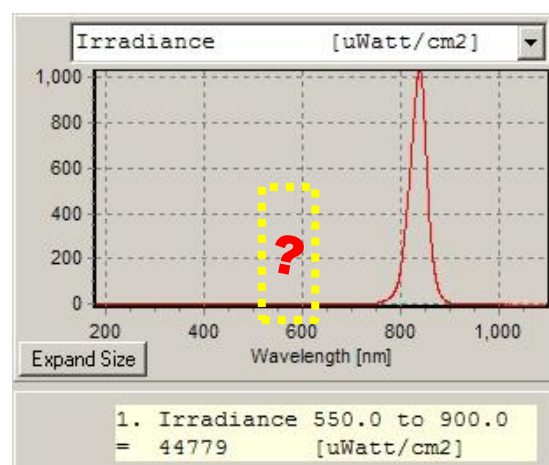 Irradiance [uWatt/cm2]
1,000
800
600
400
200
0
?
200 400 600 800 1,000
Expand Size Wavelength [nm]
1. Irradiance 550.0 to 900.0
= 44779 [uWatt/cm2]